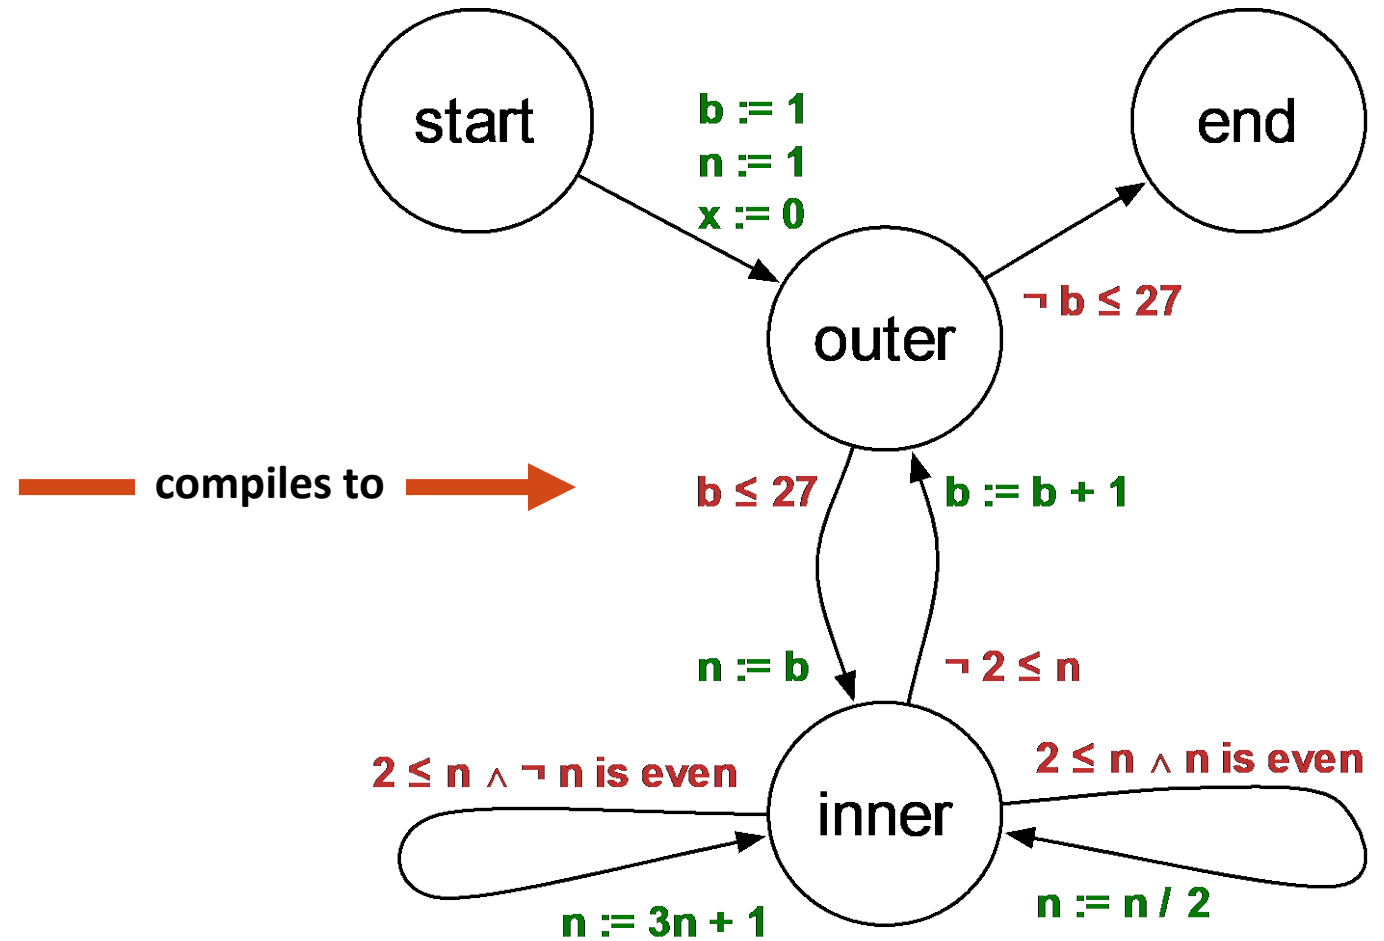 start
b := 1
n := 1
x := 0
end
outer
¬ b ≤ 27
compiles to
b ≤ 27
b := b + 1
n := b
¬ 2 ≤ n
2 ≤ n ∧ ¬ n is even
2 ≤ n ∧ n is even
inner
n := 3n + 1
n := n / 2